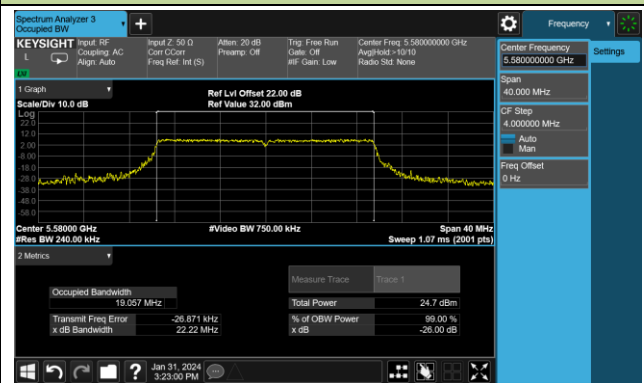 Spectrum Analyzer 3
Occupied BW
Frequency
KEYSIGHT
L
Input: RF
Coupling: AC
Align: Auto
Input Z: 50 Ω
Corr CCorr
Freq Ref: Int (S)
Atten: 20 dB
Preamp: Off
Trig: Free Run
Gate: Off
#IF Gain: Low
Center Freq: 5.580000000 GHz
Avg|Hold:>10/10
Radio Std: None
Center Frequency
5.580000000 GHz
Settings
Span
40.000 MHz
CF Step
4.000000 MHz
Auto
Man
Freq Offset
0 Hz
1 Graph
Scale/Div 10.0 dB
Ref Lvl Offset 22.00 dB
Ref Value 32.00 dBm
Log
22.0
12.0
2.00
-8.00
-18.0
-28.0
-38.0
-48.0
-58.0
Center 5.58000 GHz
#Res BW 240.00 kHz
#Video BW 750.00 kHz
Span 40 MHz
Sweep 1.07 ms (2001 pts)
2 Metrics
Measure Trace
Trace 1
Occupied Bandwidth
19.057 MHz
Total Power
24.7 dBm
Transmit Freq Error
-26.871 kHz
% of OBW Power
99.00 %
x dB Bandwidth
22.22 MHz
x dB
-26.00 dB
?
Jan 31, 2024
3:23:00 PM